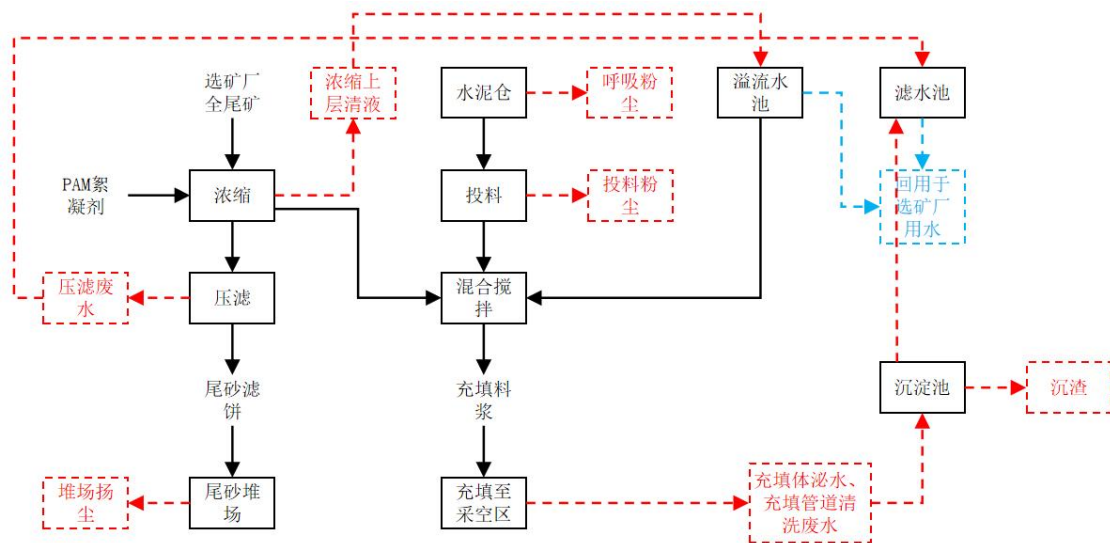 选矿厂
全尾矿
浓缩上
层清液
水泥仓
呼吸粉
尘
溢流水
池
滤水池
PAM絮
凝剂
浓缩
投料
投料粉
尘
回用于
选矿厂
用水
压滤废
水
压滤
混合搅
拌
尾砂滤
饼
充填料
浆
沉淀池
沉渣
堆场扬
尘
尾砂堆
场
充填至
采空区
充填体泌水、
充填管道清
洗废水